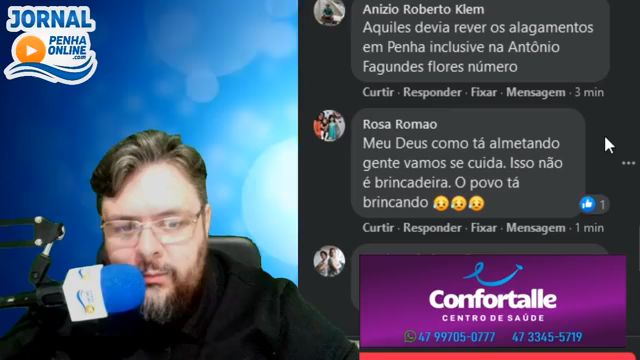 JORNAL
PENHA
ONLINE
.com
Anizio Roberto Klem
Aquiles devia rever os alagamentos
em Penha inclusive na Antônio
Fagundes flores número
Curtir · Responder · Fixar · Mensagem · 3 min
Rosa Romao
Meu Deus como tá almetando
gente vamos se cuida. Isso não
é brincadeira. O povo tá
brincando 😥😥😥
1
Curtir · Responder · Fixar · Mensagem · 1 min
Confortalle
CENTRO DE SAÚDE
47 99705-0777 47 3345-5719